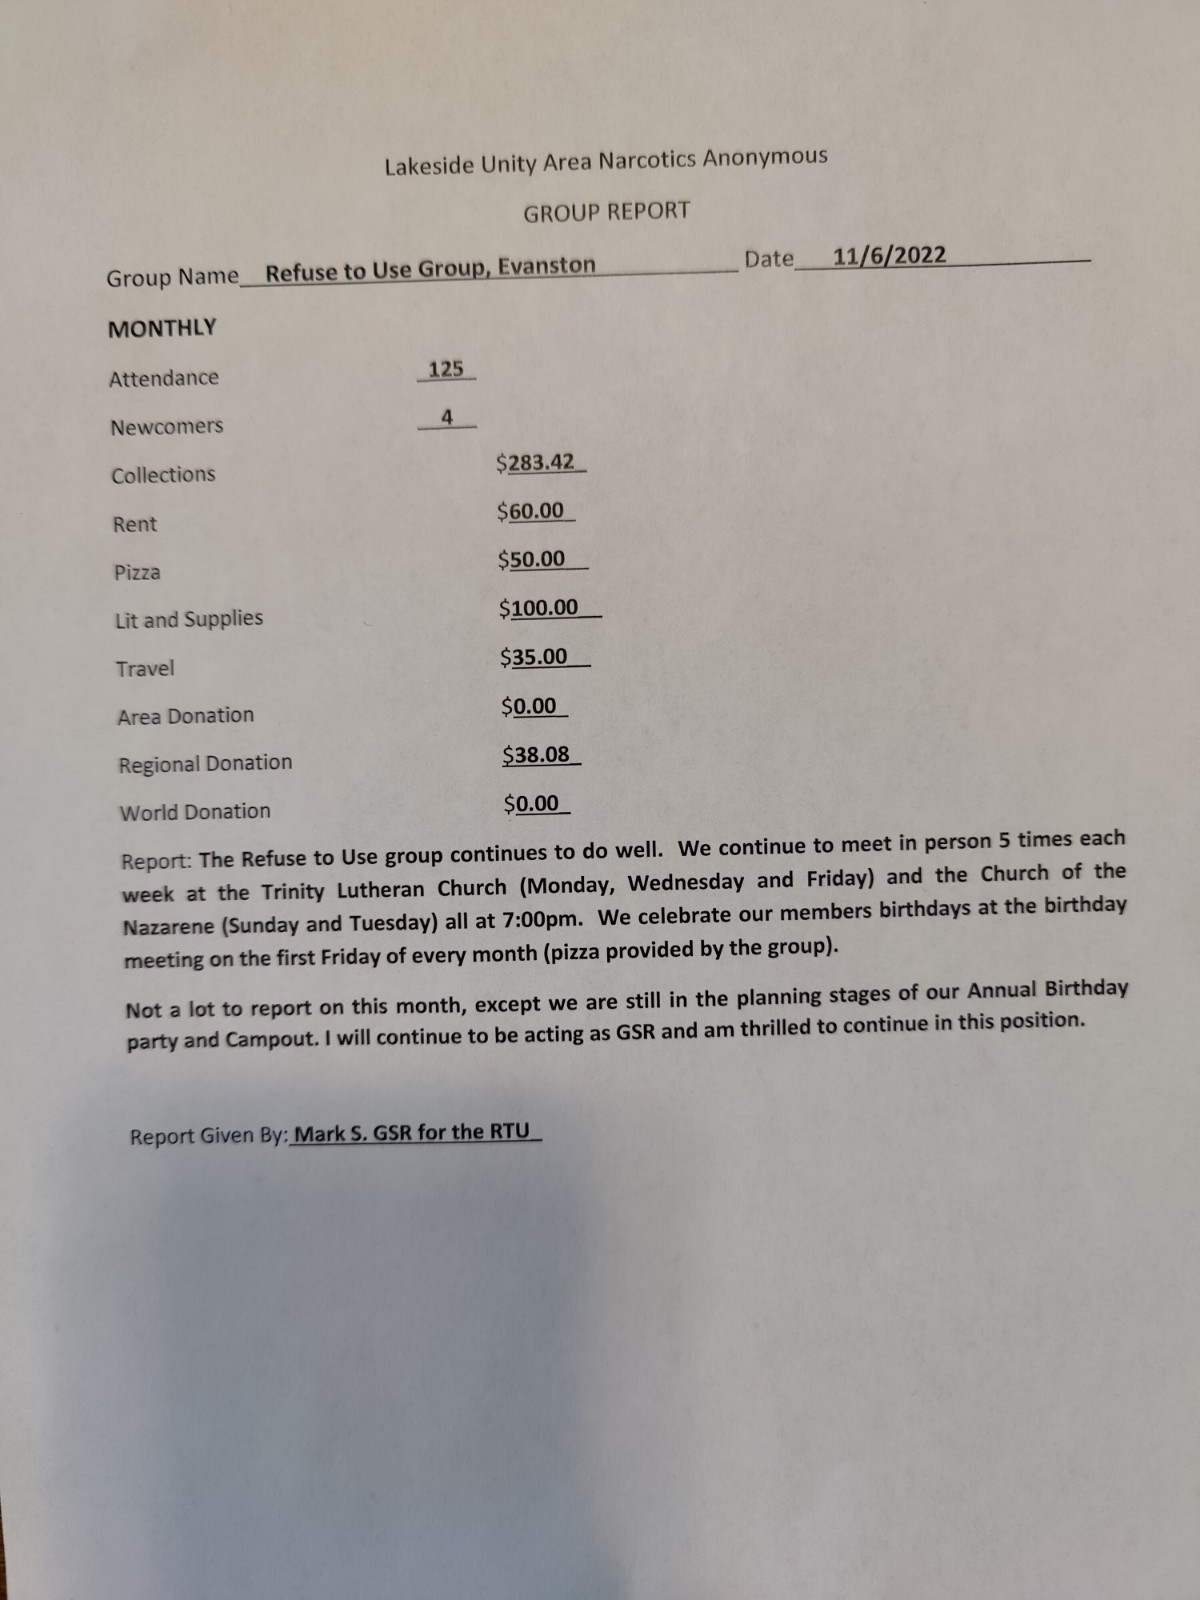 Lakeside Unity Area Narcotics Anonymous
GROUP REPORT
Group Name Refuse to Use Group, Evanston Date 11/6/2022
MONTHLY
Attendance 125
Newcomers 4
Collections $283.42
Rent $60.00
Pizza $50.00
Lit and Supplies $100.00
Travel $35.00
Area Donation $0.00
Regional Donation $38.08
World Donation $0.00
Report: The Refuse to Use group continues to do well. We continue to meet in person 5 times each
week at the Trinity Lutheran Church (Monday, Wednesday and Friday) and the Church of the
Nazarene (Sunday and Tuesday) all at 7:00pm. We celebrate our members birthdays at the birthday
meeting on the first Friday of every month (pizza provided by the group).
Not a lot to report on this month, except we are still in the planning stages of our Annual Birthday
party and Campout. I will continue to be acting as GSR and am thrilled to continue in this position.
Report Given By: Mark S. GSR for the RTU